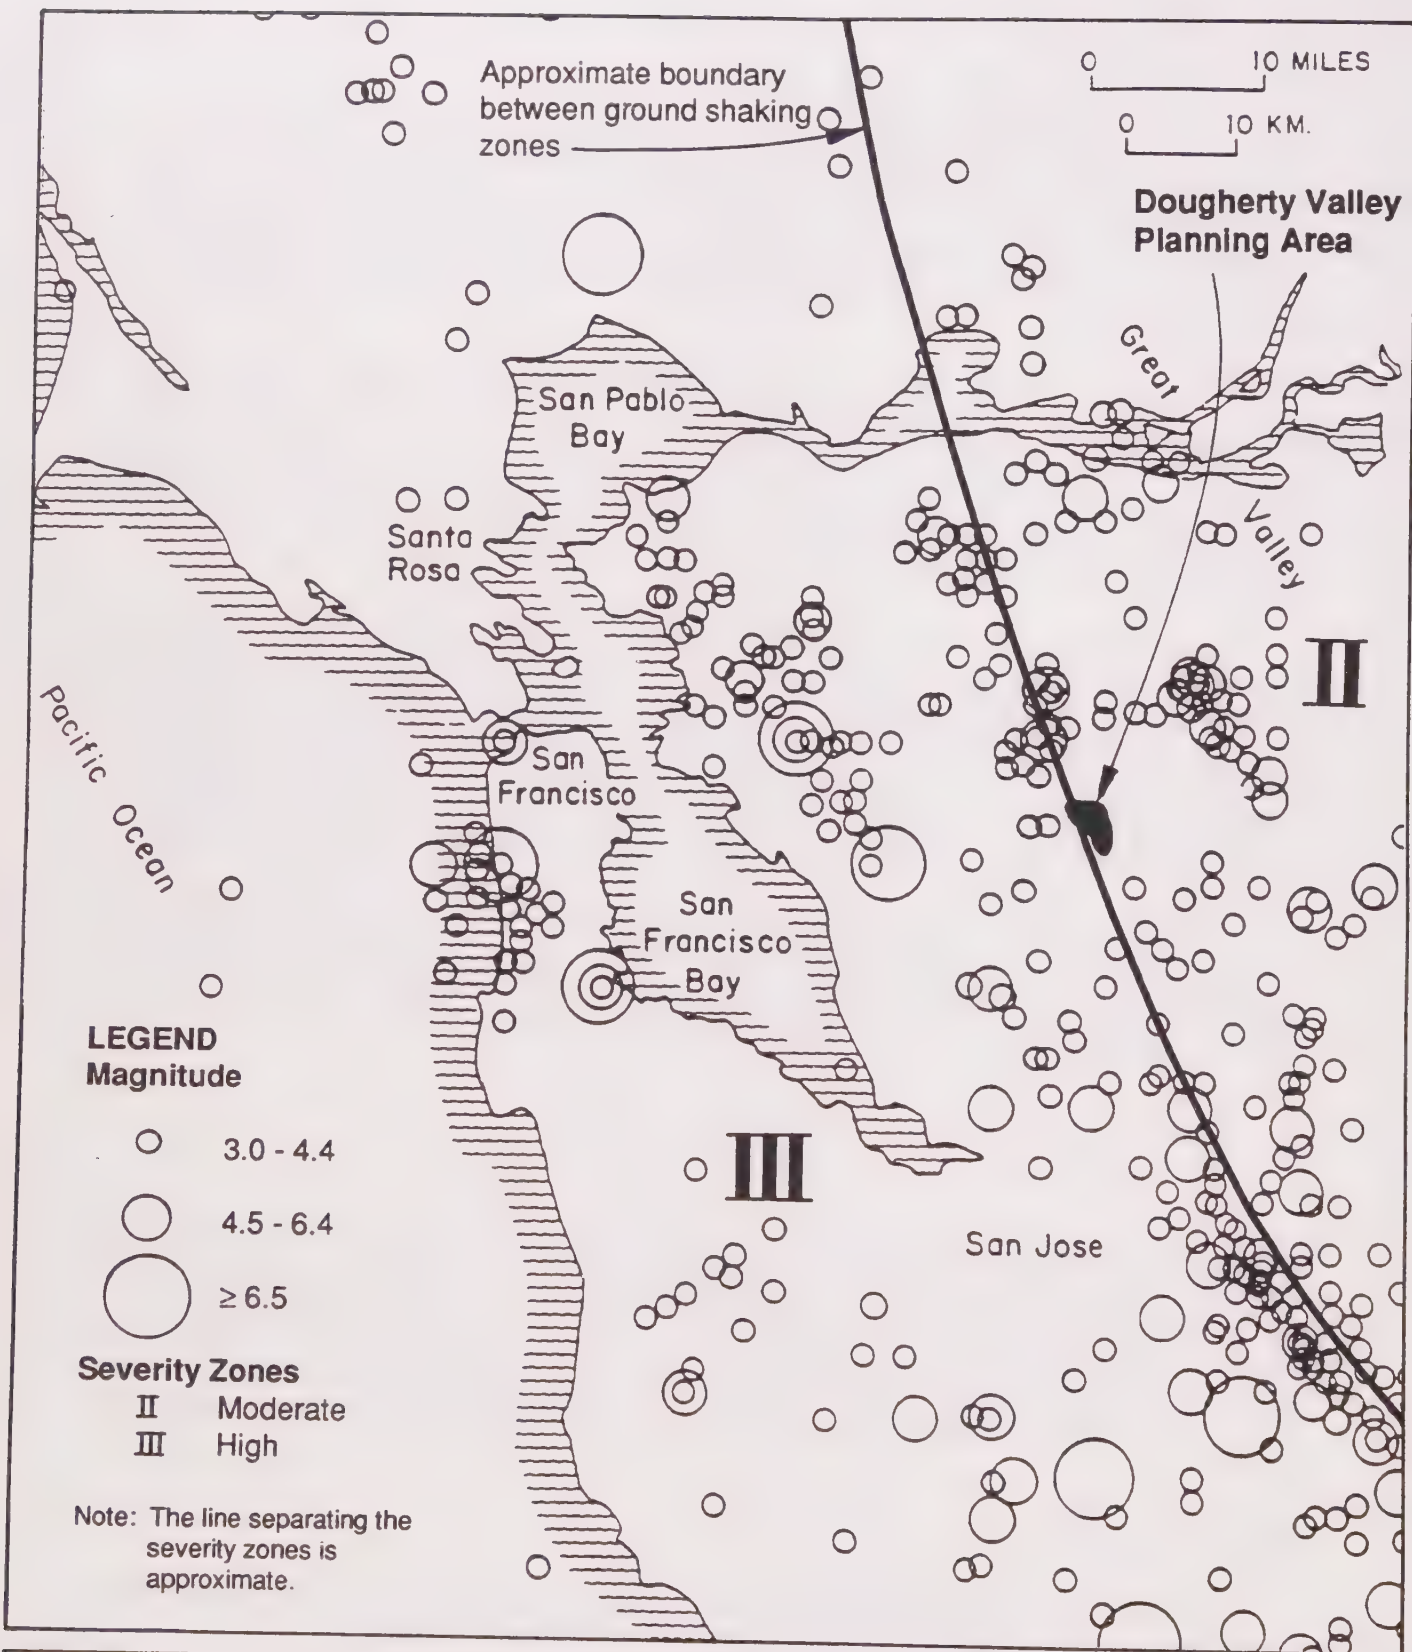 Approximate boundary
between ground shaking
zones
0 10 MILES
0 10 KM.
Dougherty Valley
Planning Area
Great
Valley
San Pablo
Bay
Santa
Rosa
II
Pacific Ocean
San
Francisco
San
Francisco
Bay
LEGEND
Magnitude
3.0 - 4.4
4.5 - 6.4
≥ 6.5
III
San Jose
Severity Zones
II Moderate
III High
Note: The line separating the
severity zones is
approximate.